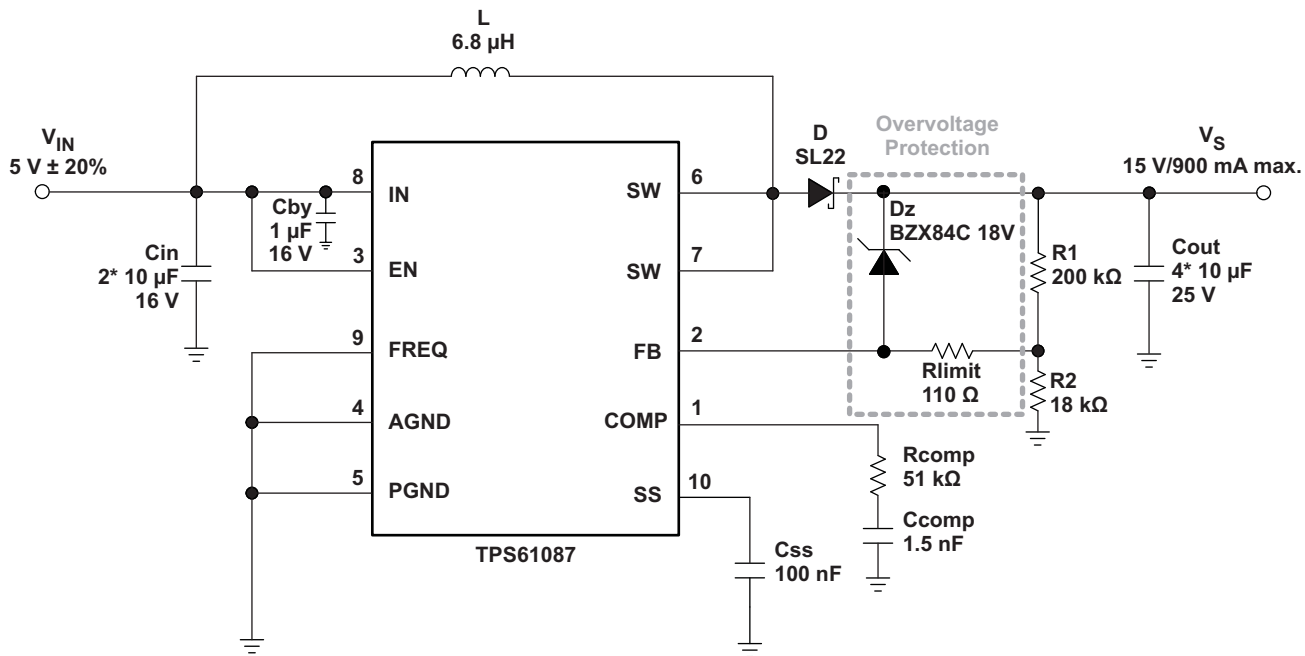 L
6.8 µH
VIN
5 V ± 20%
Cin
2* 10 µF
16 V
Cby
1 µF
16 V
8
IN
3
EN
9
FREQ
4
AGND
5
PGND
SW
6
SW
7
FB
2
COMP
1
SS
10
TPS61087
D
SL22
Overvoltage
Protection
Dz
BZX84C 18V
Rlimit
110 Ω
VS
15 V/900 mA max.
R1
200 kΩ
R2
18 kΩ
Cout
4* 10 µF
25 V
Rcomp
51 kΩ
Ccomp
1.5 nF
Css
100 nF